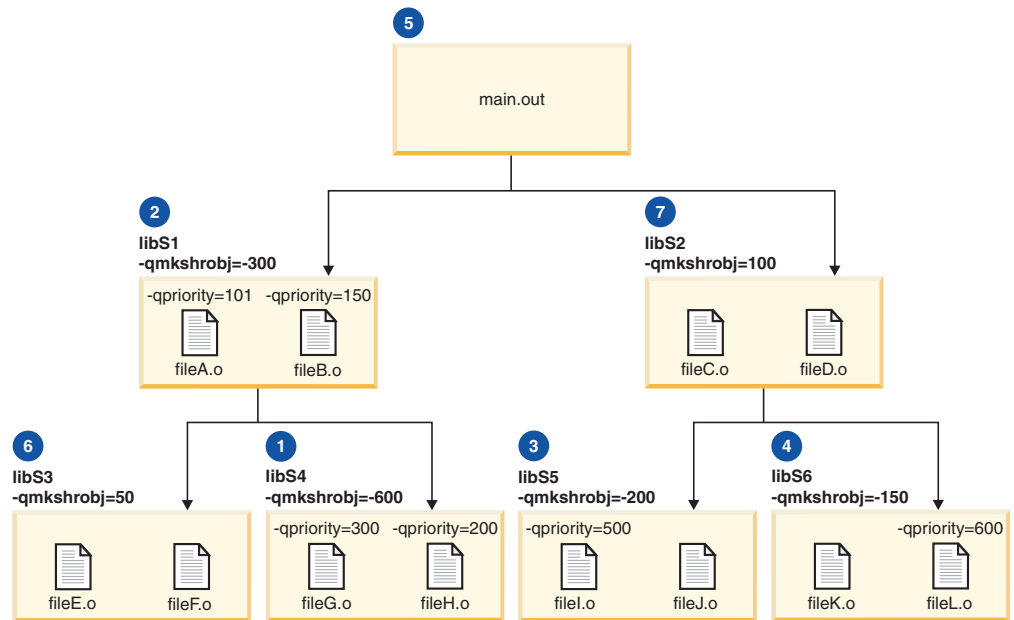 5
main.out
2
libS1
-qmkshrobj=-300
7
libS2
-qmkshrobj=100
-qpriority=101 -qpriority=150
fileA.o fileB.o
fileC.o fileD.o
6
libS3
-qmkshrobj=50
1
libS4
-qmkshrobj=-600
3
libS5
-qmkshrobj=-200
4
libS6
-qmkshrobj=-150
fileE.o fileF.o
-qpriority=300 -qpriority=200
fileG.o fileH.o
-qpriority=500
fileI.o fileJ.o
-qpriority=600
fileK.o fileL.o